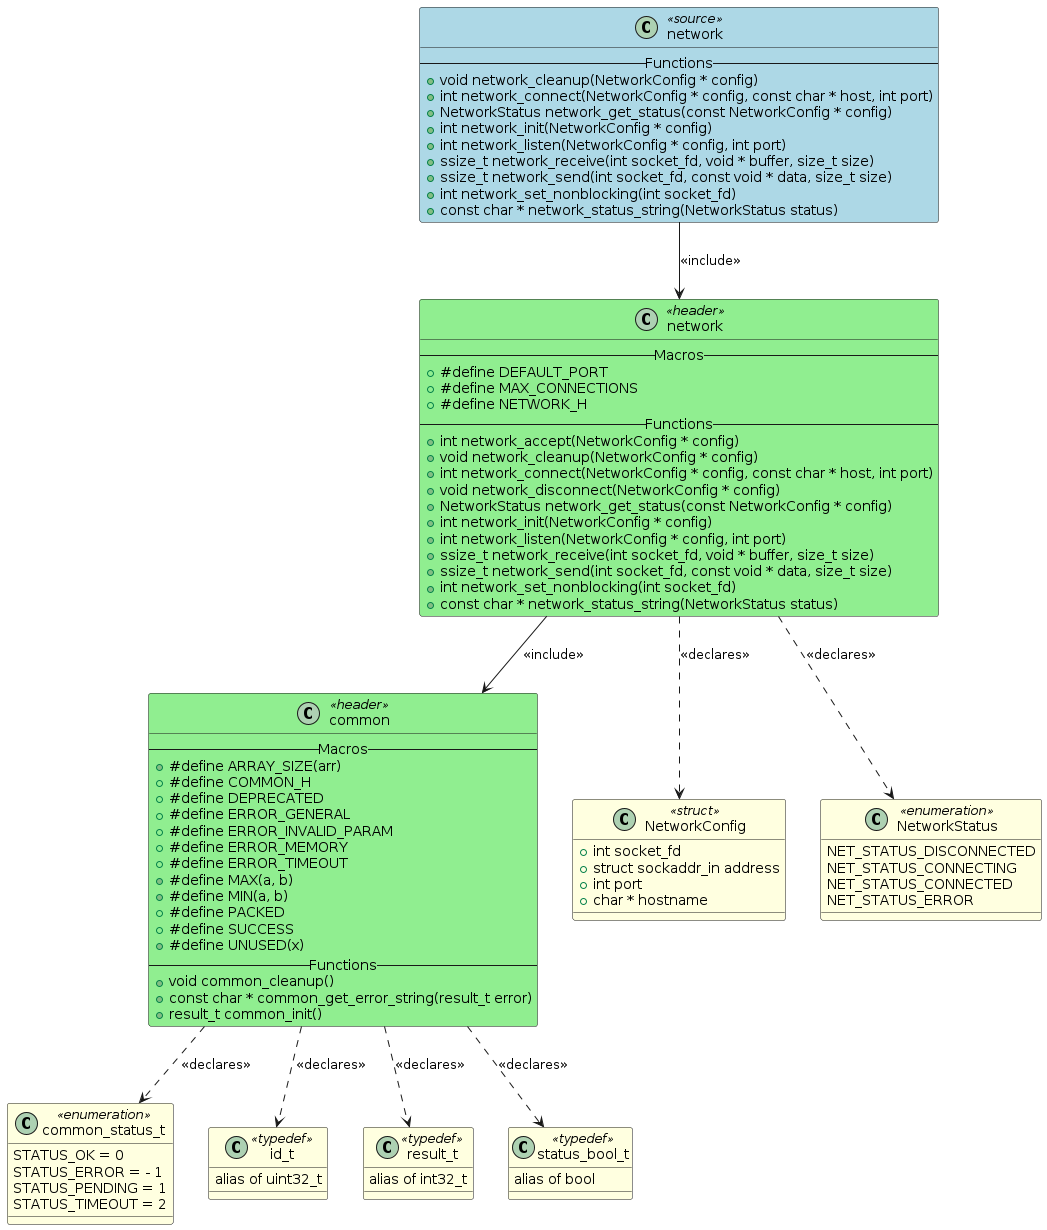 C
«source»
network
Functions
void network_cleanup(NetworkConfig * config)
int network_connect(NetworkConfig * config, const char * host, int port)
NetworkStatus network_get_status(const NetworkConfig * config)
int network_init(NetworkConfig * config)
int network_listen(NetworkConfig * config, int port)
ssize_t network_receive(int socket_fd, void * buffer, size_t size)
ssize_t network_send(int socket_fd, const void * data, size_t size)
int network_set_nonblocking(int socket_fd)
const char * network_status_string(NetworkStatus status)
«include»
C
«header»
network
Macros
#define DEFAULT_PORT
#define MAX_CONNECTIONS
#define NETWORK_H
Functions
int network_accept(NetworkConfig * config)
void network_cleanup(NetworkConfig * config)
int network_connect(NetworkConfig * config, const char * host, int port)
void network_disconnect(NetworkConfig * config)
NetworkStatus network_get_status(const NetworkConfig * config)
int network_init(NetworkConfig * config)
int network_listen(NetworkConfig * config, int port)
ssize_t network_receive(int socket_fd, void * buffer, size_t size)
ssize_t network_send(int socket_fd, const void * data, size_t size)
int network_set_nonblocking(int socket_fd)
const char * network_status_string(NetworkStatus status)
«include»
«declares»
«declares»
C
«header»
common
Macros
#define ARRAY_SIZE(arr)
#define COMMON_H
#define DEPRECATED
#define ERROR_GENERAL
#define ERROR_INVALID_PARAM
#define ERROR_MEMORY
#define ERROR_TIMEOUT
#define MAX(a, b)
#define MIN(a, b)
#define PACKED
#define SUCCESS
#define UNUSED(x)
Functions
void common_cleanup()
const char * common_get_error_string(result_t error)
result_t common_init()
C
«struct»
NetworkConfig
int socket_fd
struct sockaddr_in address
int port
char * hostname
C
«enumeration»
NetworkStatus
NET_STATUS_DISCONNECTED
NET_STATUS_CONNECTING
NET_STATUS_CONNECTED
NET_STATUS_ERROR
«declares»
«declares»
«declares»
«declares»
C
«enumeration»
common_status_t
STATUS_OK = 0
STATUS_ERROR = - 1
STATUS_PENDING = 1
STATUS_TIMEOUT = 2
C
«typedef»
id_t
alias of uint32_t
C
«typedef»
result_t
alias of int32_t
C
«typedef»
status_bool_t
alias of bool